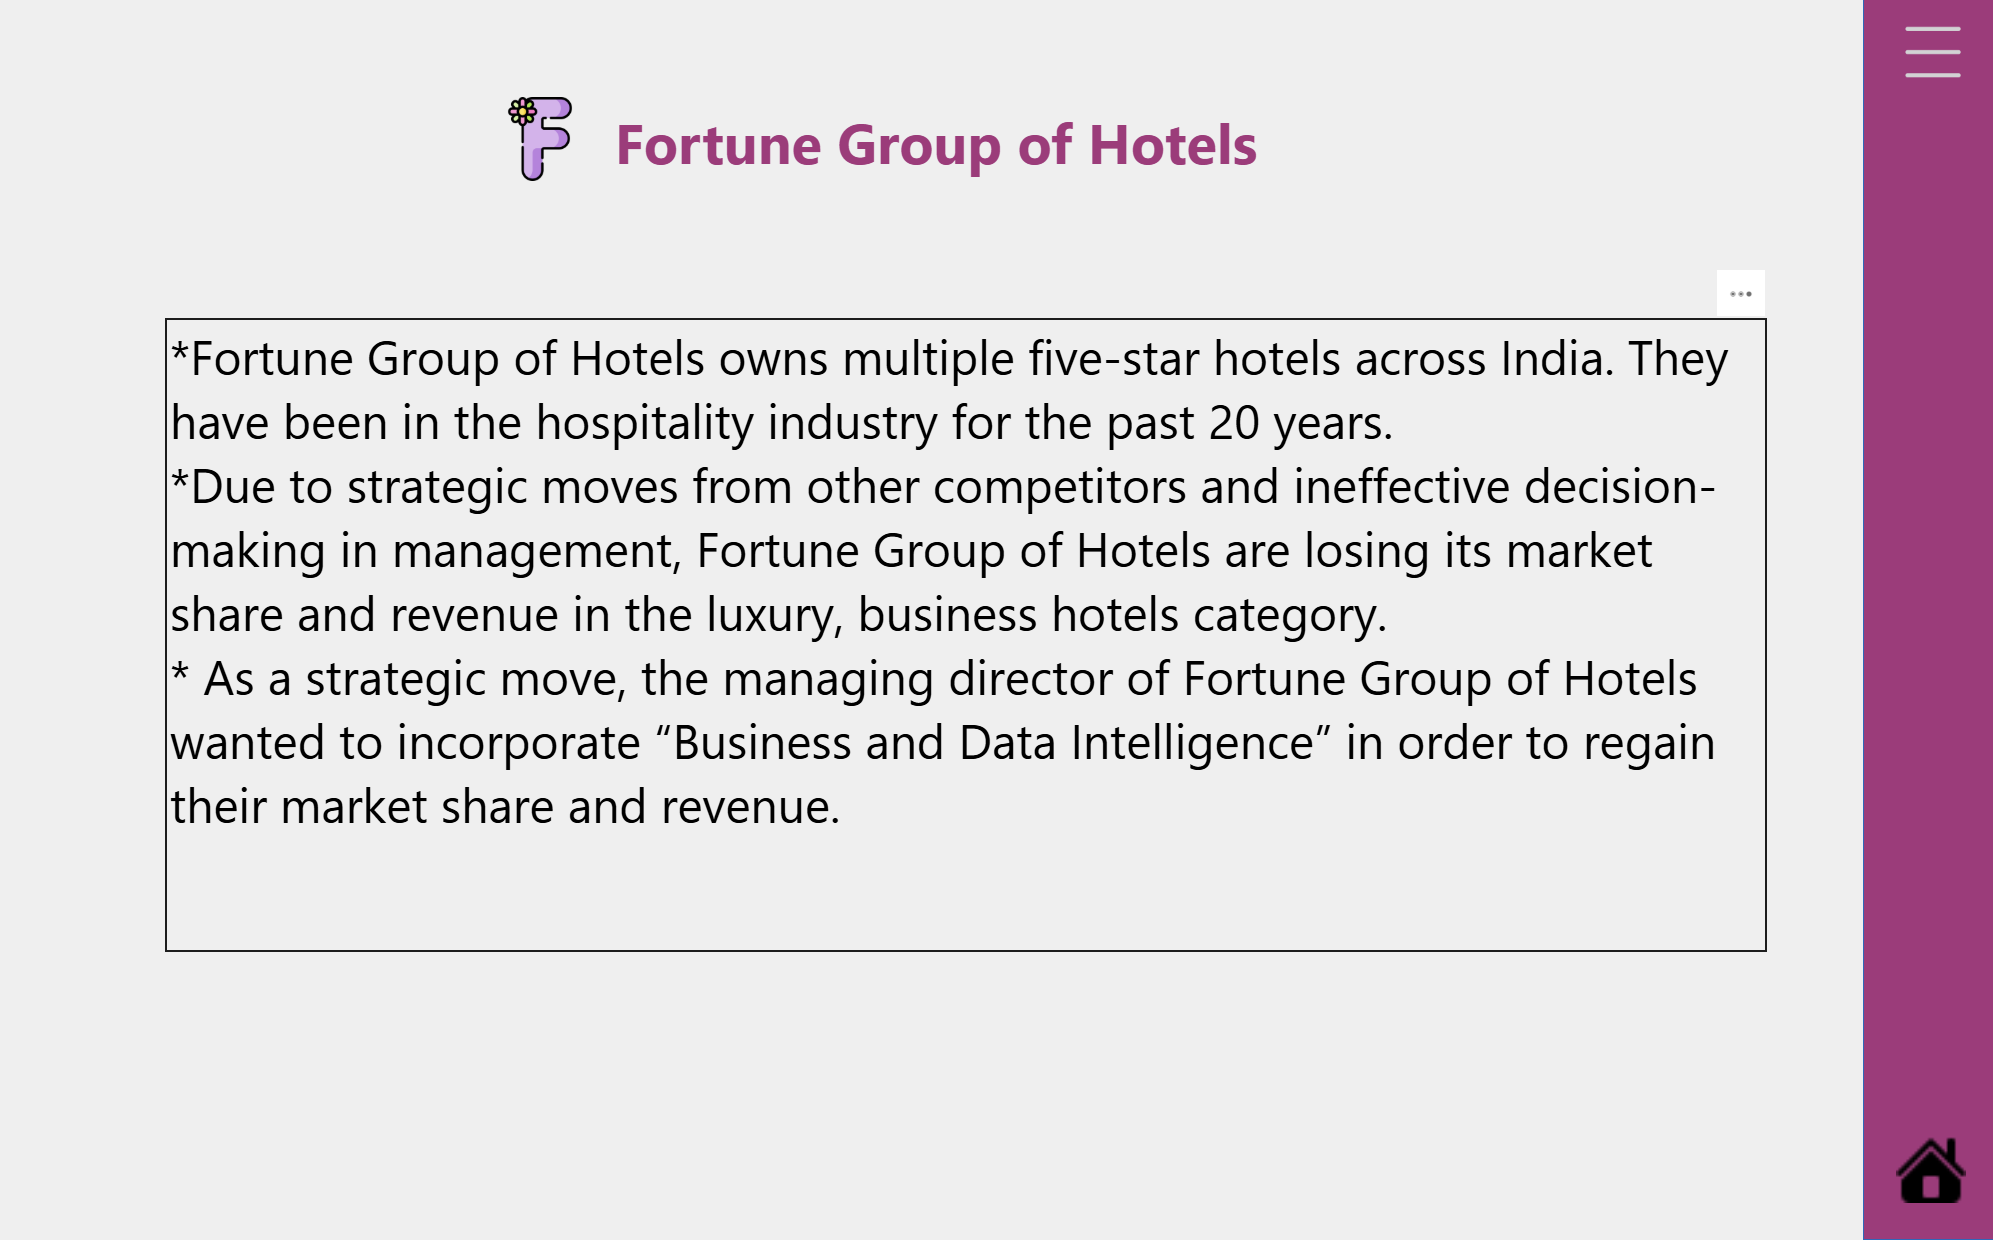 F
Fortune Group of Hotels
*Fortune Group of Hotels owns multiple five-star hotels across India. They
have been in the hospitality industry for the past 20 years.
*Due to strategic moves from other competitors and ineffective decision-
making in management, Fortune Group of Hotels are losing its market
share and revenue in the luxury, business hotels category.
* As a strategic move, the managing director of Fortune Group of Hotels
wanted to incorporate “Business and Data Intelligence” in order to regain
their market share and revenue.